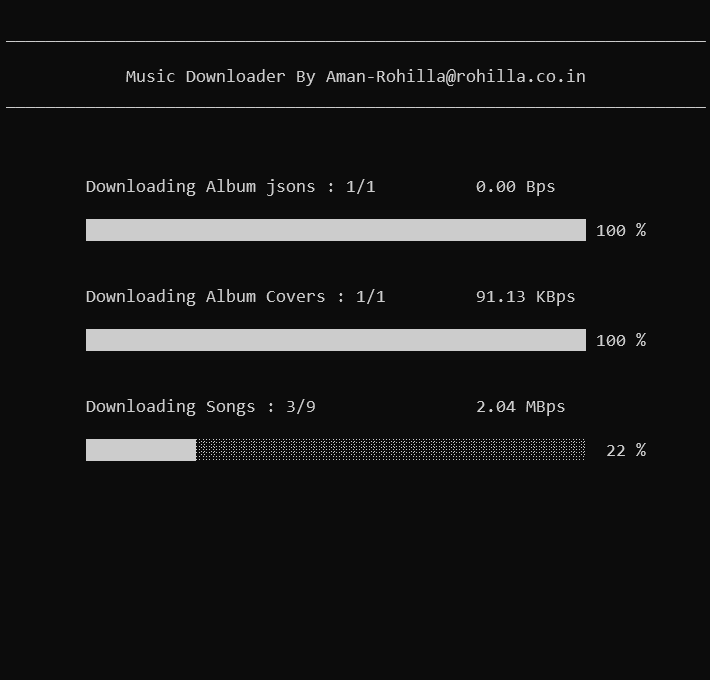 Music Downloader By Aman-Rohilla@rohilla.co.in
Downloading Album jsons : 1/1 0.00 Bps
100 %
Downloading Album Covers : 1/1 91.13 KBps
100 %
Downloading Songs : 3/9 2.04 MBps
22 %